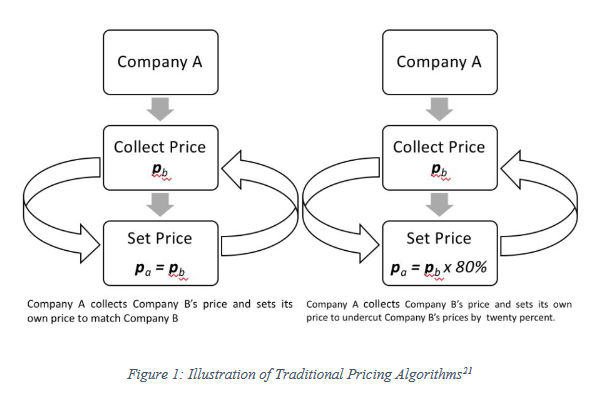 Company A
Collect Price
pb
Set Price
pa = pb
Company A collects Company B's price and sets its
own price to match Company B
Company A
Collect Price
pb
Set Price
pa = pb x 80%
Company A collects Company B's price and sets its own
price to undercut Company B's prices by twenty percent.
Figure 1: Illustration of Traditional Pricing Algorithms21